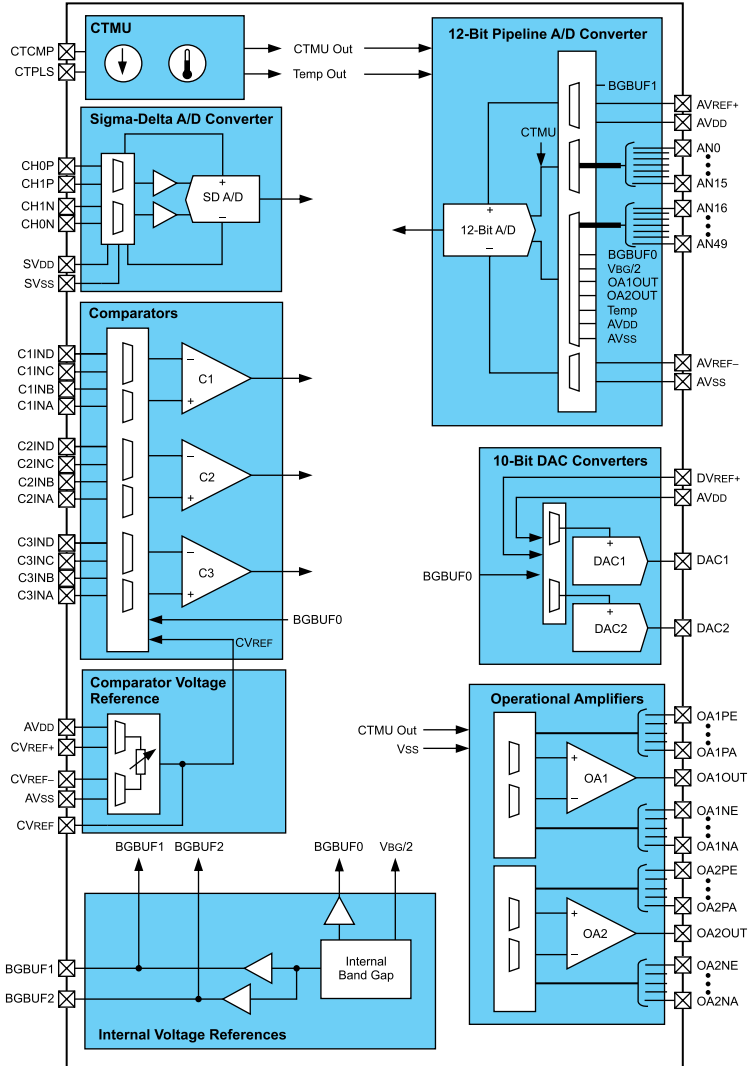 CTMU
CTCMP
CTPLS
CTMU Out
Temp Out
12-Bit Pipeline A/D Converter
BGBUF1
CTMU
+
12-Bit A/D
−
BGBUF0
VBG/2
OA1OUT
OA2OUT
Temp
AVDD
AVSS
AVREF+
AVDD
AN0
AN15
AN16
AN49
AVREF–
AVSS
Sigma-Delta A/D Converter
CH0P
CH1P
CH1N
CH0N
SVDD
SVSS
+
SD A/D
−
Comparators
C1IND
C1INC
C1INB
C1INA
−
C1
+
C2IND
C2INC
C2INB
C2INA
−
C2
+
C3IND
C3INC
C3INB
C3INA
−
C3
+
BGBUF0
CVREF
10-Bit DAC Converters
DVREF+
AVDD
BGBUF0
+
DAC1
DAC1
+
DAC2
DAC2
Comparator Voltage
Reference
AVDD
CVREF+
CVREF–
AVSS
CVREF
Operational Amplifiers
CTMU Out
VSS
+
OA1
−
OA1PE
OA1PA
OA1OUT
OA1NE
OA1NA
+
OA2
−
OA2PE
OA2PA
OA2OUT
OA2NE
OA2NA
BGBUF1
BGBUF2
BGBUF0
VBG/2
BGBUF1
BGBUF2
Internal
Band Gap
Internal Voltage References